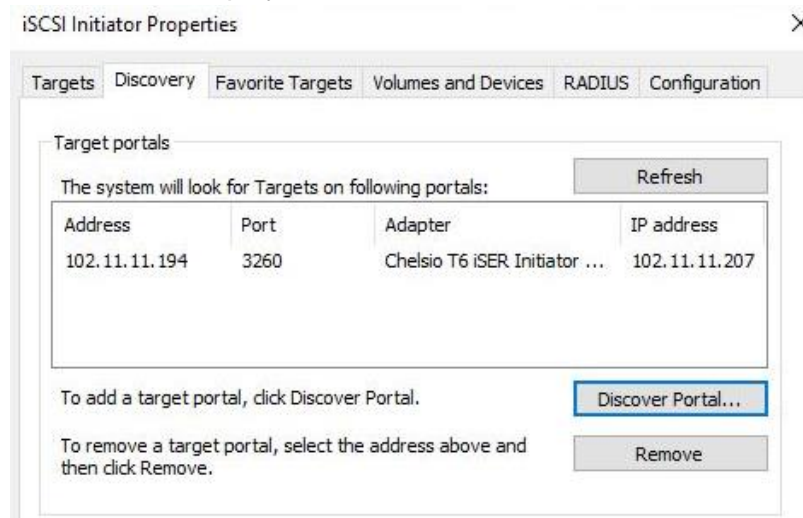 iSCSI Initiator Properties
Targets Discovery Favorite Targets Volumes and Devices RADIUS Configuration
Target portals
The system will look for Targets on following portals: Refresh
Address Port Adapter IP address
102.11.11.194 3260 Chelsio T6 iSER Initiator ... 102.11.11.207
To add a target portal, click Discover Portal. Discover Portal...
To remove a target portal, select the address above and
then click Remove. Remove